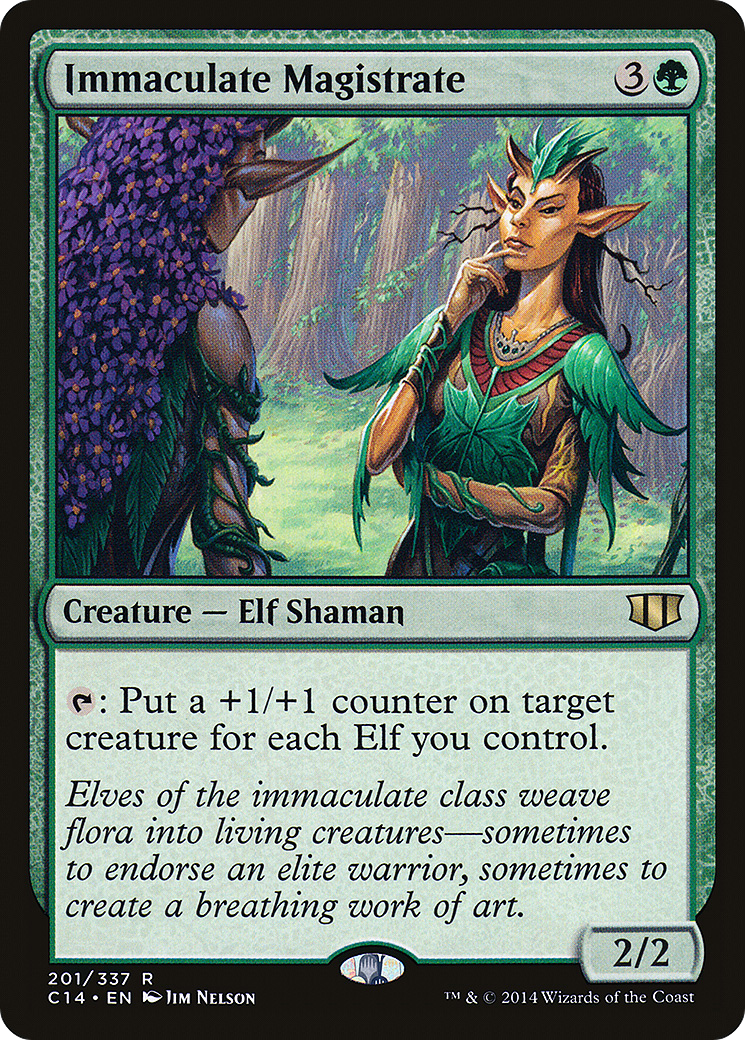 Immaculate Magistrate 3
Creature — Elf Shaman
: Put a +1/+1 counter on target
creature for each Elf you control.
Elves of the immaculate class weave
flora into living creatures—sometimes
to endorse an elite warrior, sometimes to
create a breathing work of art.
2/2
201/337 R
C14 • EN Jim Nelson
™ & © 2014 Wizards of the Coast